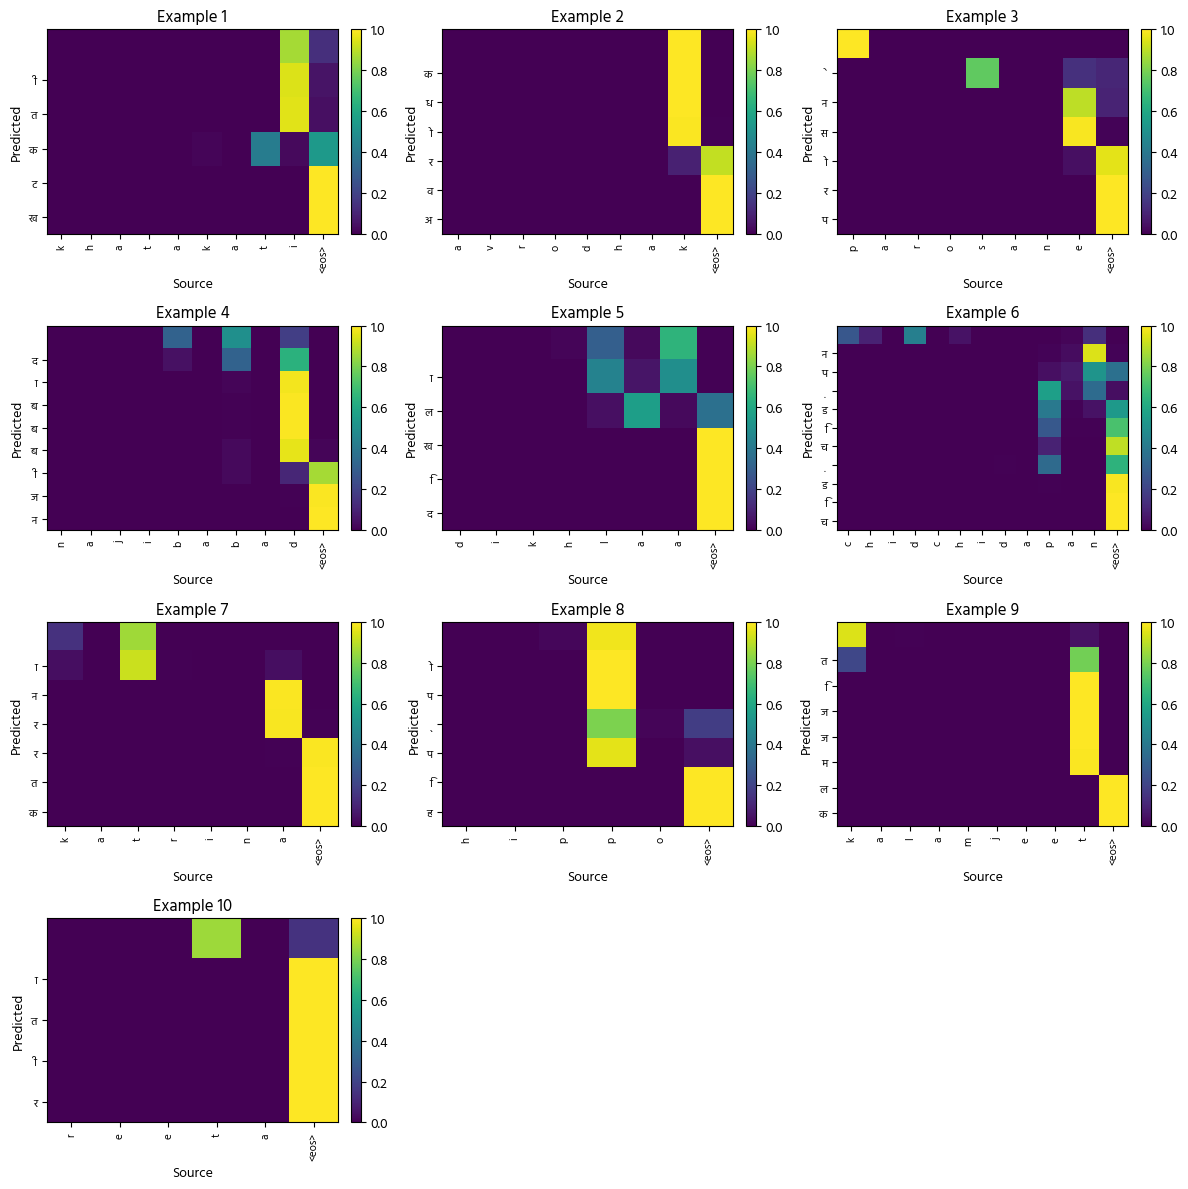 Example 1
Predicted
ी
त
क
ट
ख
k h a t a k a t i <eos>
Source
1.0
0.8
0.6
0.4
0.2
0.0
Example 2
Predicted
क
ध
ो
र
व
अ
a v r o d h a k <eos>
Source
1.0
0.8
0.6
0.4
0.2
0.0
Example 3
Predicted
े
न
स
ो
र
प
p a r o s a n e <eos>
Source
1.0
0.8
0.6
0.4
0.2
0.0
Example 4
Predicted
द
ा
ब
ब
ब
ी
ज
न
n a j i b a b a d <eos>
Source
1.0
0.8
0.6
0.4
0.2
0.0
Example 5
Predicted
ा
ल
ख
ि
द
d i k h l a a <eos>
Source
1.0
0.8
0.6
0.4
0.2
0.0
Example 6
Predicted
न
प
़
ड
ि
च
़
ड
ि
च
c h i d c h i d a p a n <eos>
Source
1.0
0.8
0.6
0.4
0.2
0.0
Example 7
Predicted
ा
न
र
र
त
क
k a t r i n a <eos>
Source
1.0
0.8
0.6
0.4
0.2
0.0
Example 8
Predicted
ो
प
्
प
ि
ह
h i p p o <eos>
Source
1.0
0.8
0.6
0.4
0.2
0.0
Example 9
Predicted
त
ि
ज
ज
म
ल
क
k a l a m j e e t <eos>
Source
1.0
0.8
0.6
0.4
0.2
0.0
Example 10
Predicted
ा
त
ी
र
r e e t a <eos>
Source
1.0
0.8
0.6
0.4
0.2
0.0